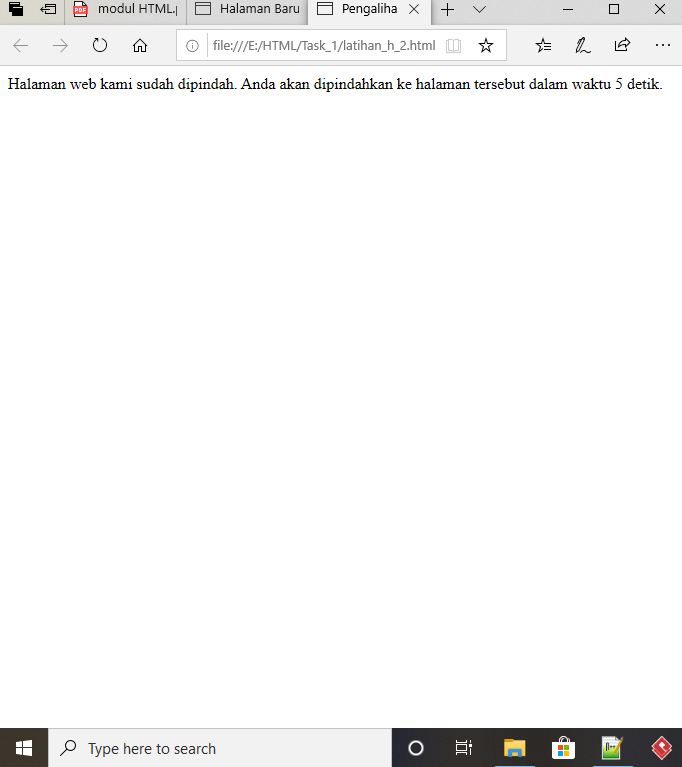 modul HTML.p
Halaman Baru
Pengaliha
file:///E:/HTML/Task_1/latihan_h_2.html
Halaman web kami sudah dipindah. Anda akan dipindahkan ke halaman tersebut dalam waktu 5 detik.
Type here to search